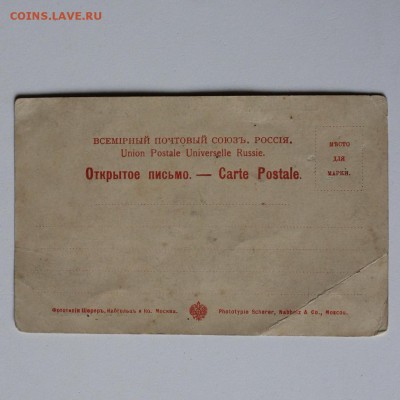 COINS.LAVE.RU
ВСЕМІРНЫЙ ПОЧТОВЫЙ СОЮЗЪ, РОССІЯ.
Union Postale Universelle Russie.
Открытое письмо. — Carte Postale.
МѢСТО
ДЛЯ
МАРКИ.
Фототипія Шереръ, Набгольцъ и Ко. Москва.
Phototypie Scherer, Nabholz & Co., Moscou.